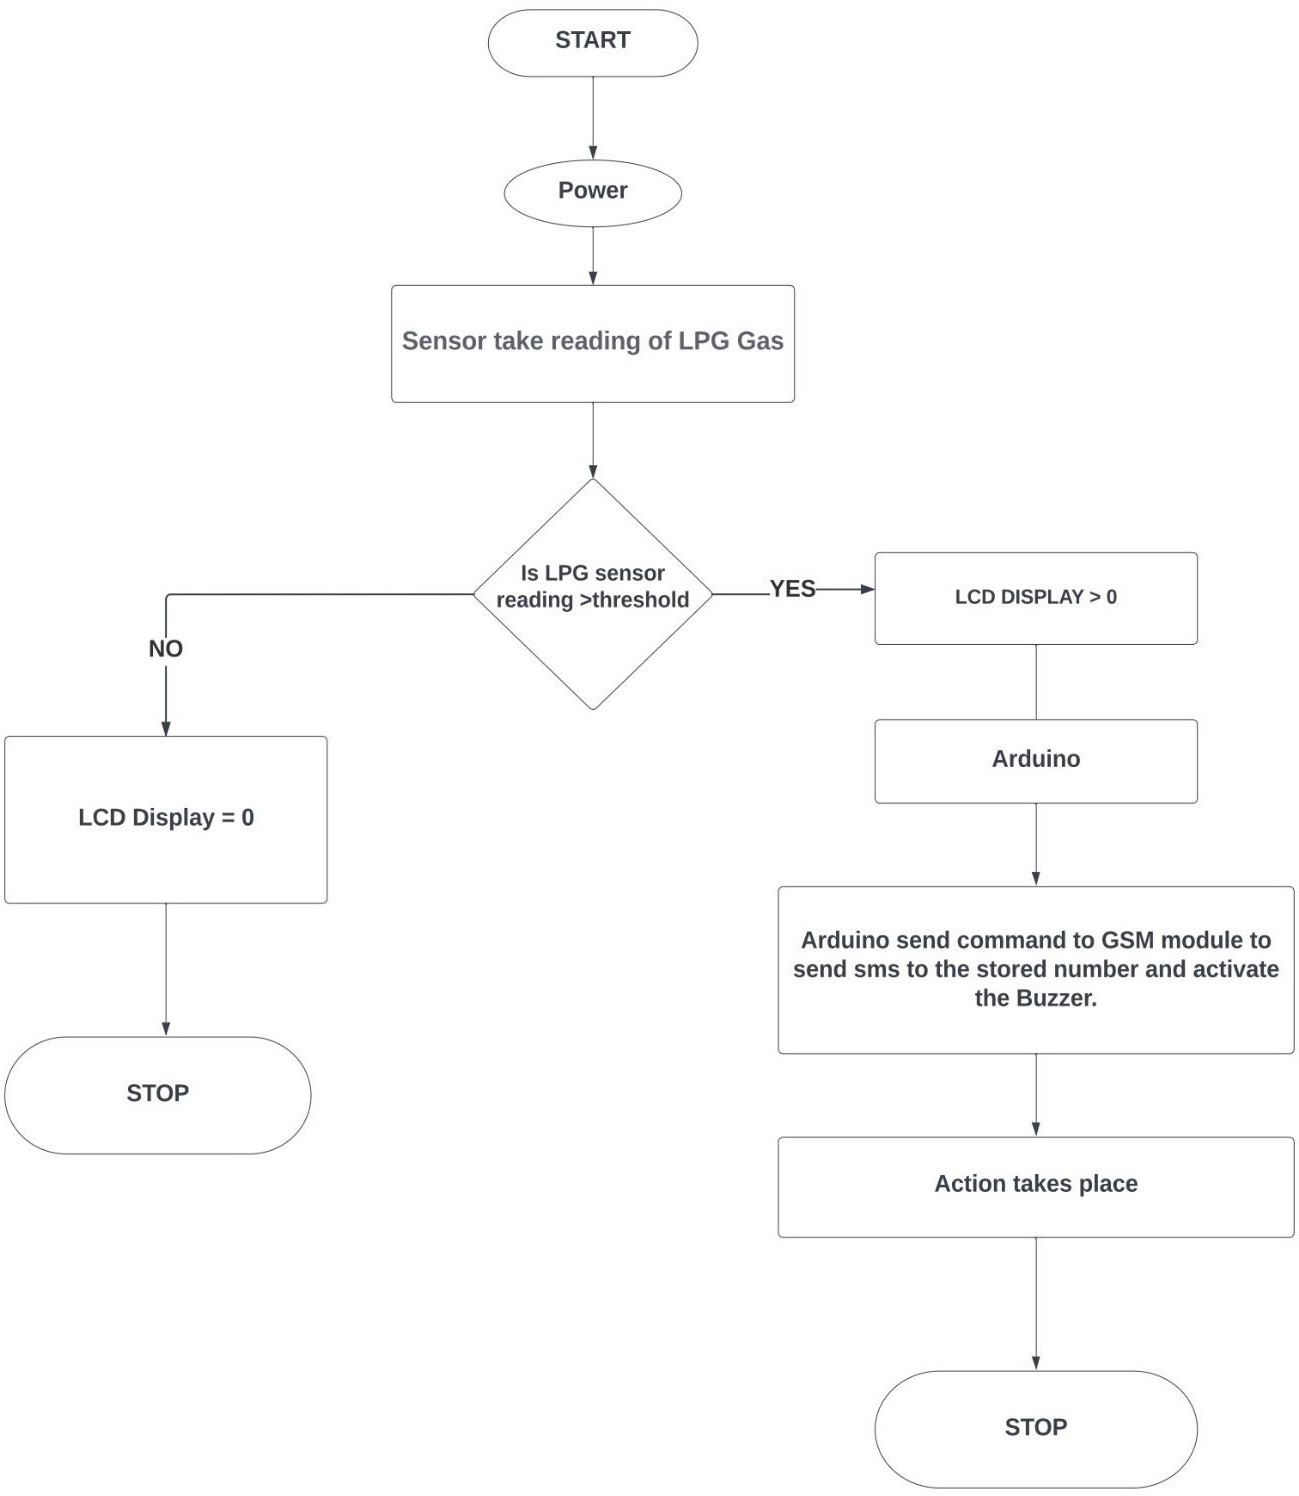 START
Power
Sensor take reading of LPG Gas
Is LPG sensor
reading >threshold
YES
LCD DISPLAY > 0
NO
Arduino
LCD Display = 0
Arduino send command to GSM module to
send sms to the stored number and activate
the Buzzer.
STOP
Action takes place
STOP